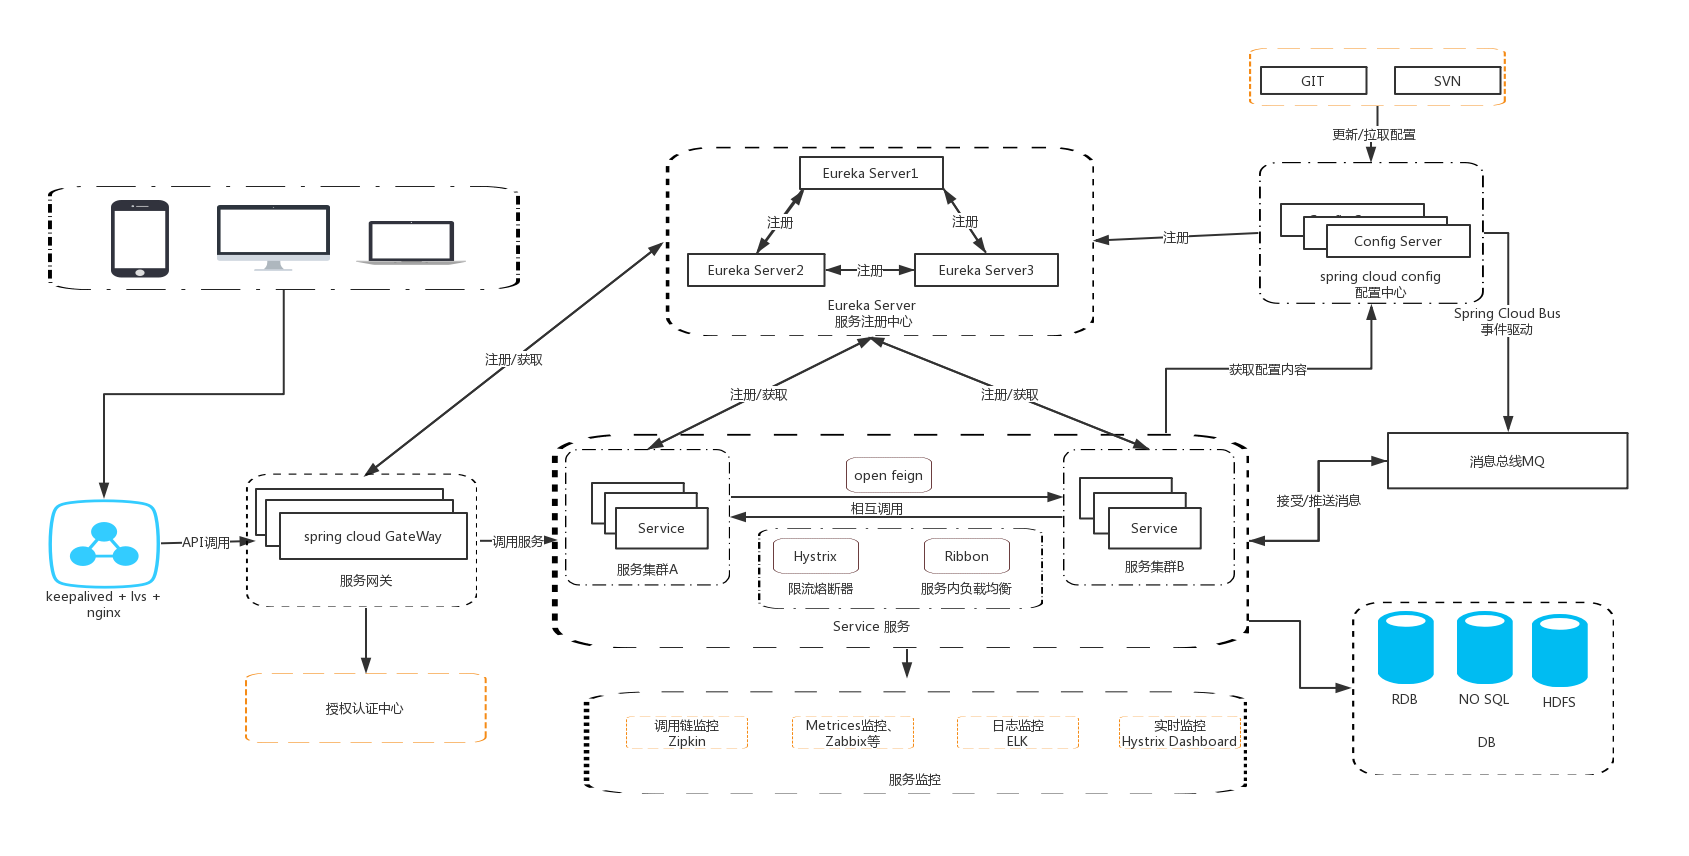 GIT
SVN
更新/拉取配置
Eureka Server1
注册
注册
Eureka Server2
注册
Eureka Server3
Eureka Server
服务注册中心
注册
Config Server
spring cloud config
配置中心
Spring Cloud Bus
事件驱动
注册/获取
注册/获取
注册/获取
获取配置内容
消息总线MQ
接受/推送消息
API调用
keepalived + lvs +
nginx
spring cloud GateWay
服务网关
调用服务
Service
服务集群A
open feign
相互调用
Hystrix
限流熔断器
Ribbon
服务内负载均衡
Service
服务集群B
Service 服务
授权认证中心
调用链监控
Zipkin
Metrices监控、
Zabbix等
日志监控
ELK
实时监控
Hystrix Dashboard
服务监控
RDB
NO SQL
HDFS
DB